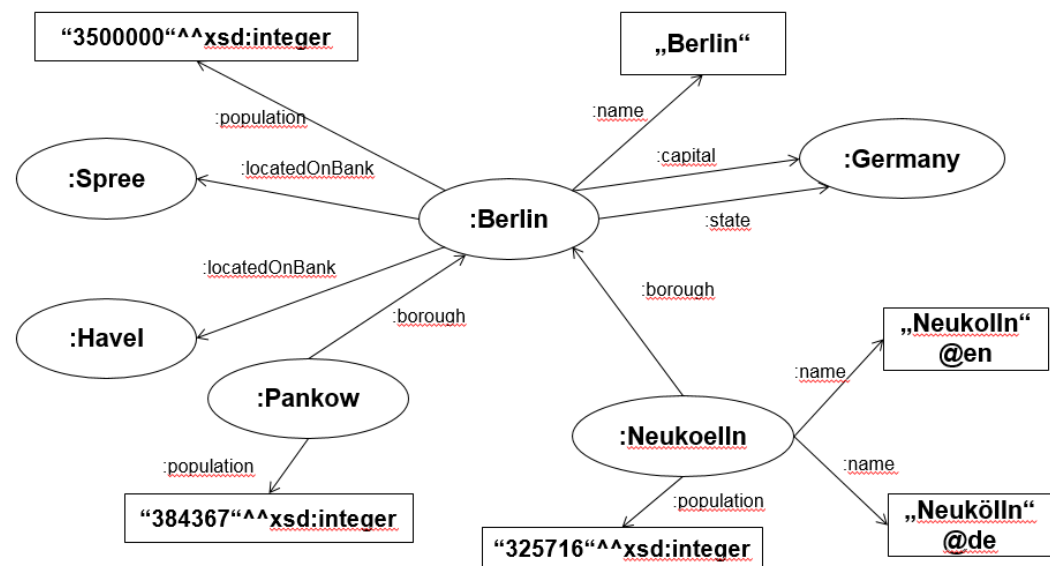 “3500000“^^xsd:integer
„Berlin“
:population
:name
:Spree
:locatedOnBank
:capital
:Germany
:Berlin
:state
:locatedOnBank
:borough
:borough
:Havel
„Neukolln“
@en
:Pankow
:name
:Neukoelln
:population
:name
“384367“^^xsd:integer
:population
„Neukölln“
@de
“325716“^^xsd:integer